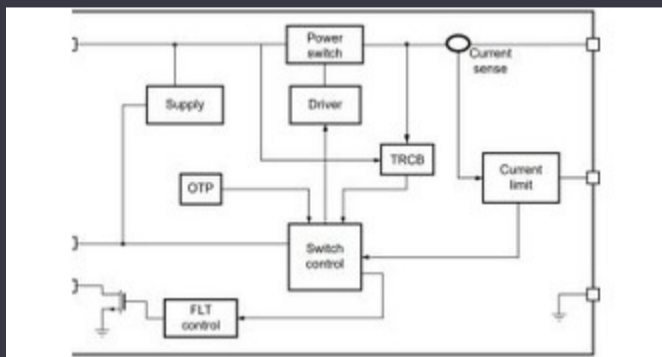 Power
switch
Current
sense
Supply
Driver
TRCB
Current
limit
OTP
Switch
control
FLT
control